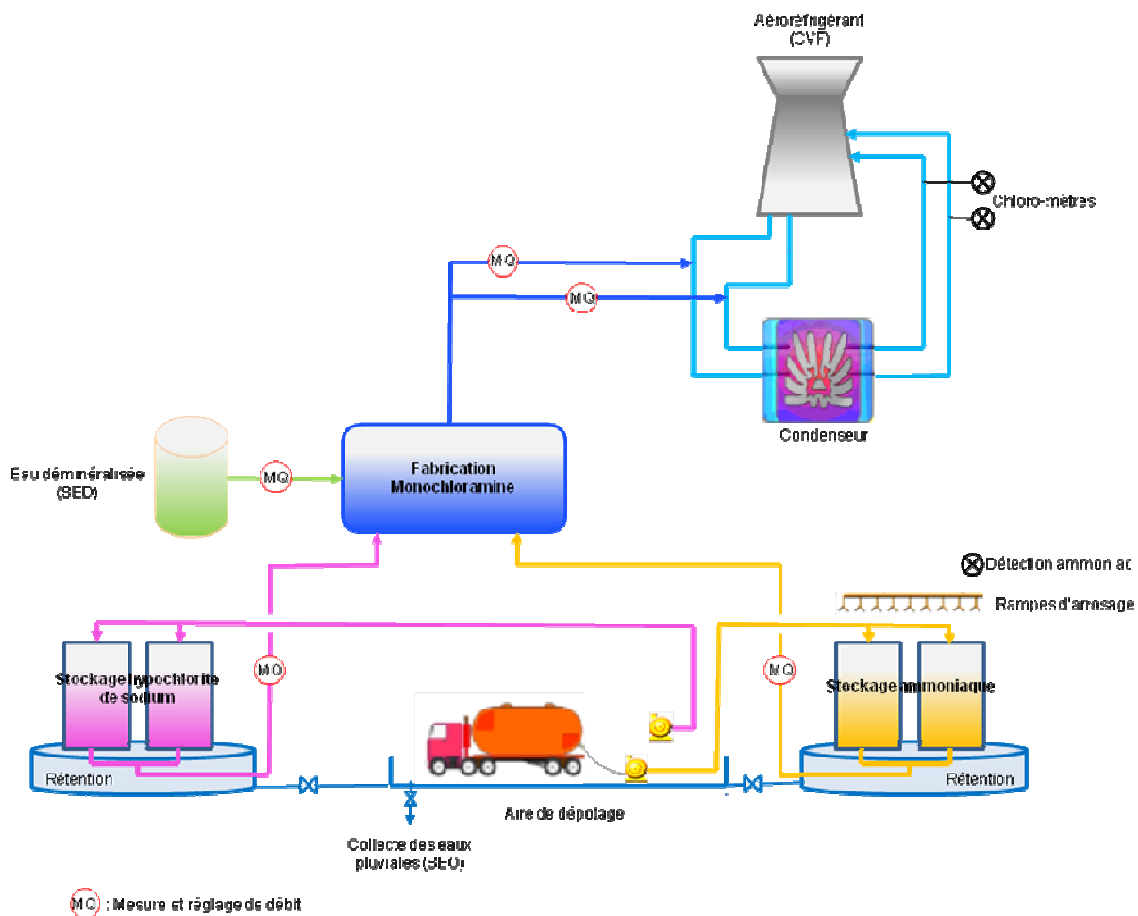 Aéroréfrigérant
(CVF)
Chloro-mètres
MQ
MQ
Condenseur
Eau déminéralisée
(SED)
MQ
Fabrication
Monochloramine
Détection ammoniac
Rampes d'arrosage
MQ
MQ
Stockage hypochlorite
de sodium
Stockage ammoniaque
Rétention
Rétention
Aire de dépotage
Collecte des eaux
pluviales (SEO)
MQ : Mesure et réglage de débit